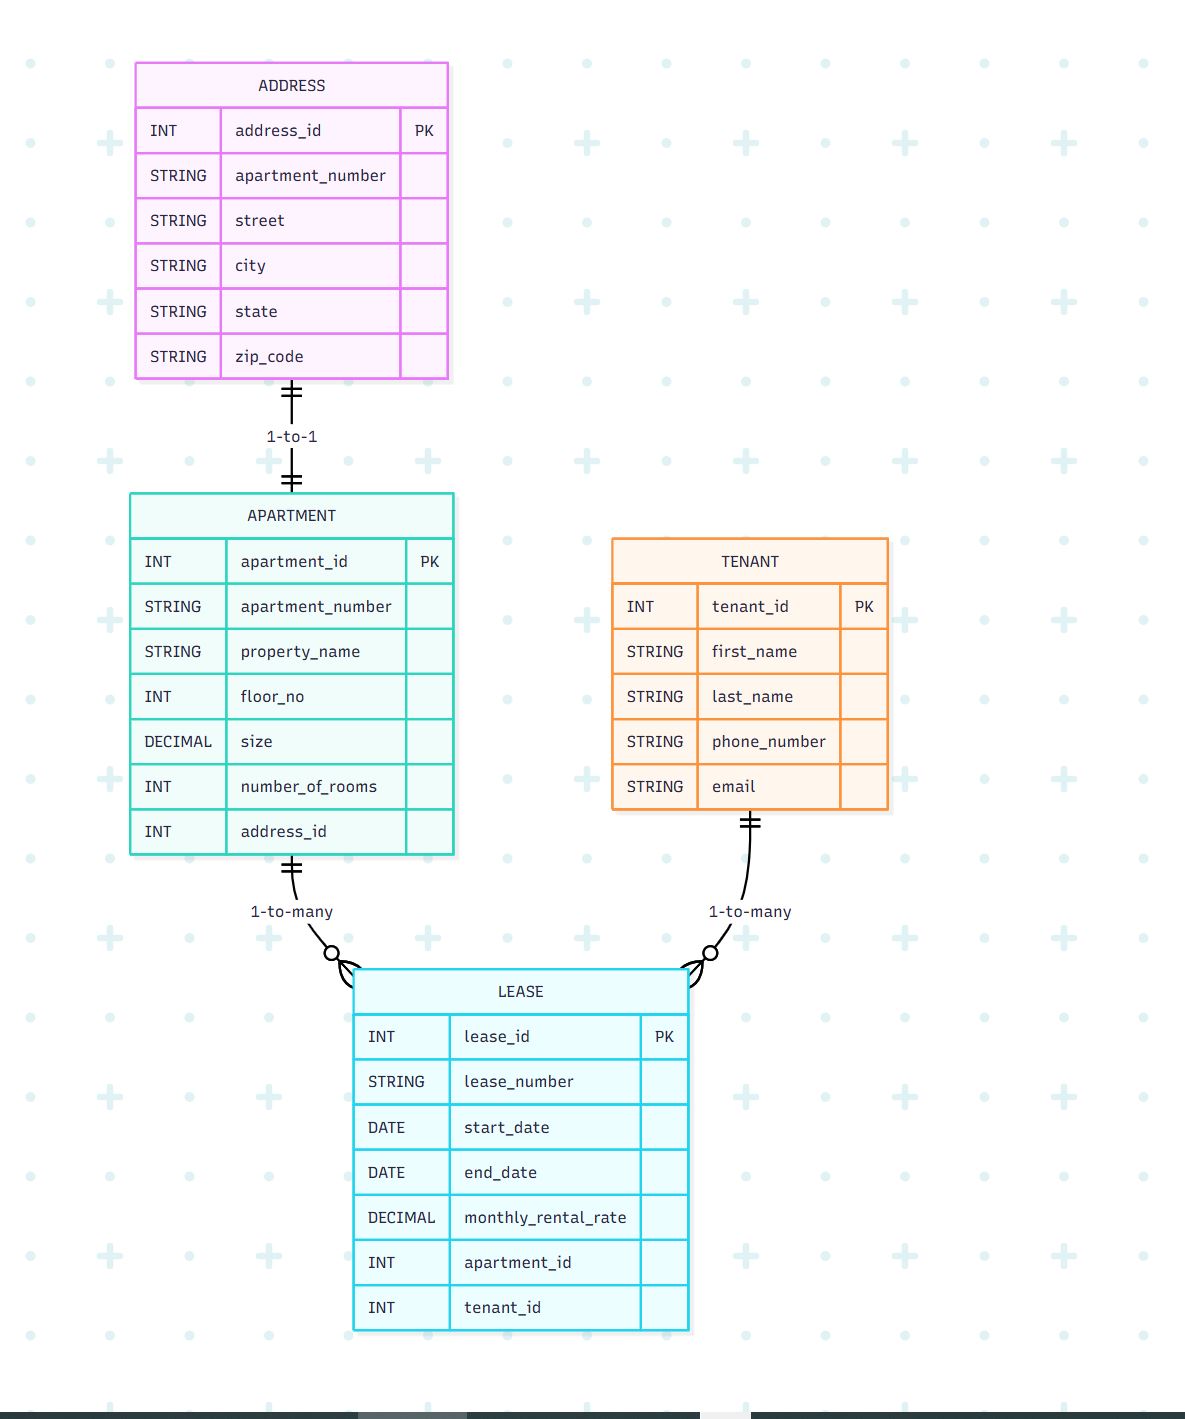 ADDRESS
INT address_id PK
STRING apartment_number
STRING street
STRING city
STRING state
STRING zip_code
1-to-1
APARTMENT
INT apartment_id PK
STRING apartment_number
STRING property_name
INT floor_no
DECIMAL size
INT number_of_rooms
INT address_id
TENANT
INT tenant_id PK
STRING first_name
STRING last_name
STRING phone_number
STRING email
1-to-many
1-to-many
LEASE
INT lease_id PK
STRING lease_number
DATE start_date
DATE end_date
DECIMAL monthly_rental_rate
INT apartment_id
INT tenant_id